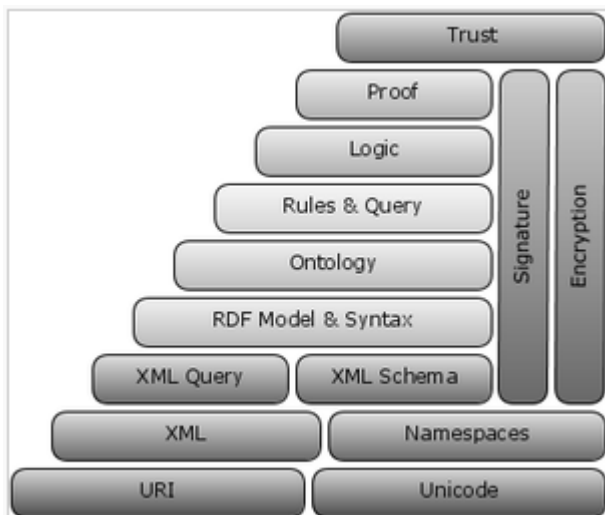 Trust
Proof
Logic
Rules & Query
Ontology
RDF Model & Syntax
XML Query
XML Schema
Signature
Encryption
XML
Namespaces
URI
Unicode